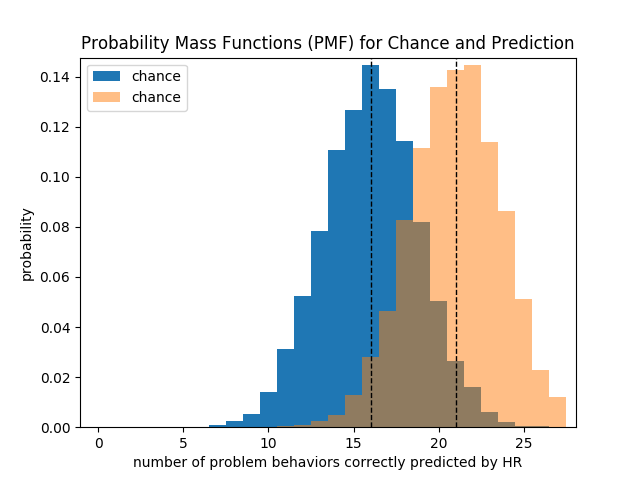 Probability Mass Functions (PMF) for Chance and Prediction
chance
chance
0.14
0.12
0.10
0.08
0.06
0.04
0.02
0.00
probability
0 5 10 15 20 25
number of problem behaviors correctly predicted by HR